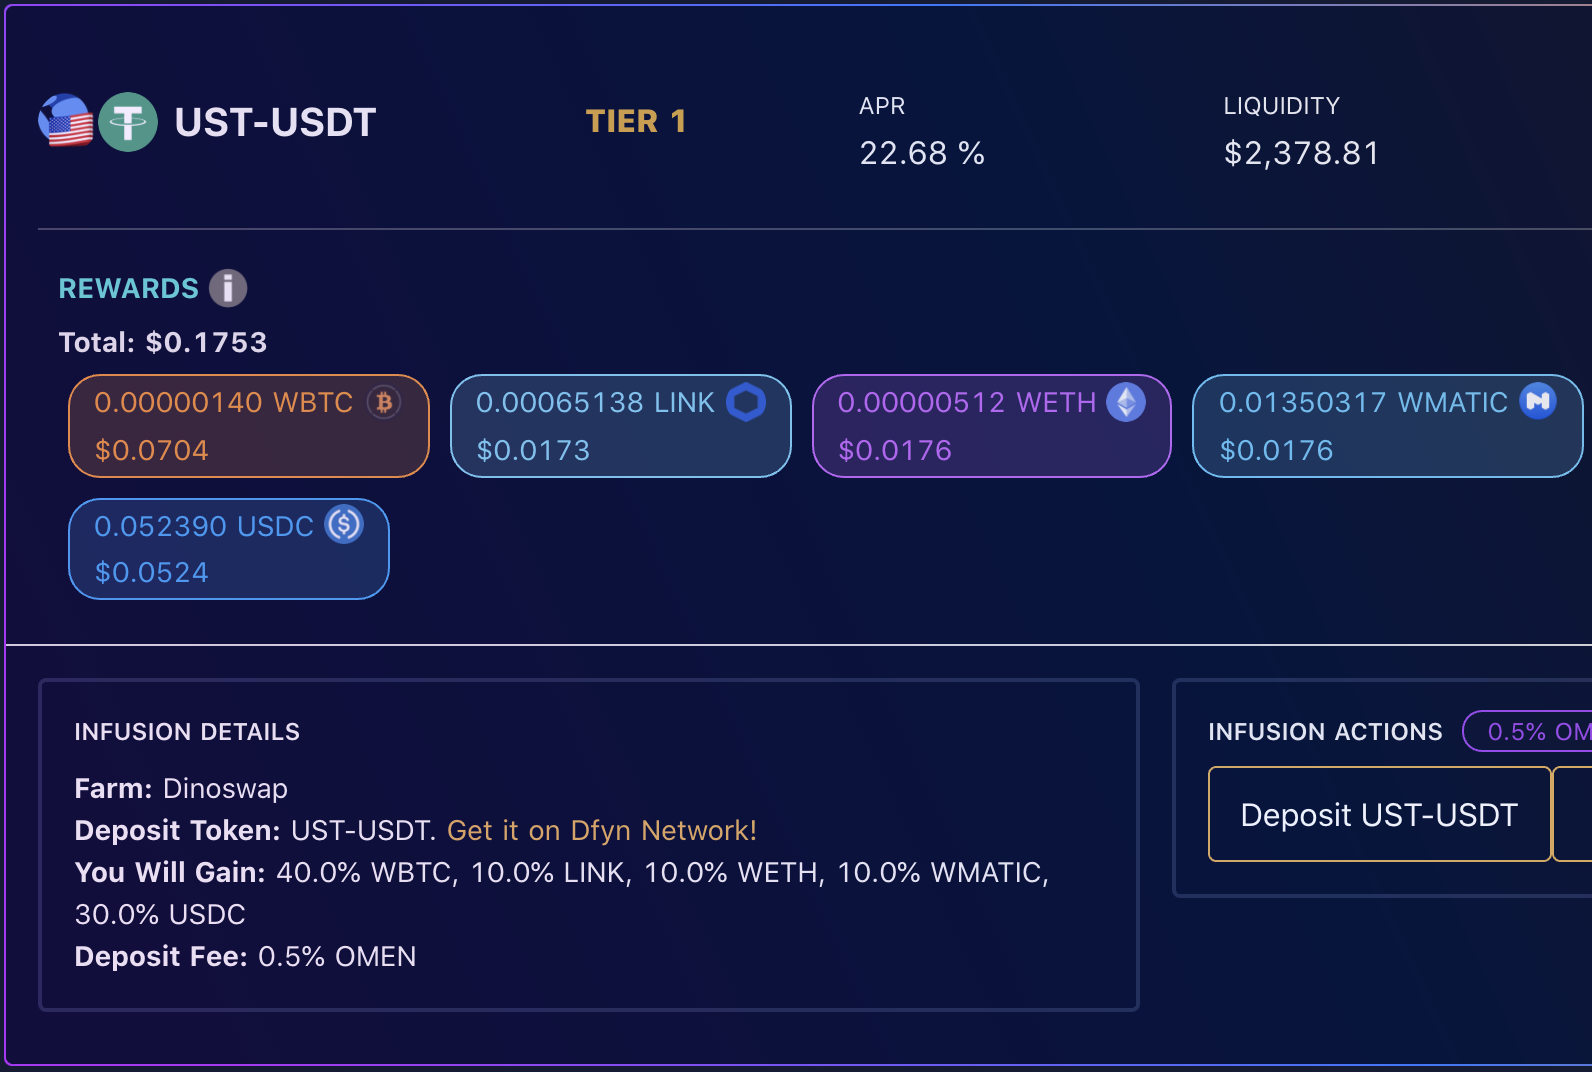 UST-USDT
TIER 1
APR
22.68 %
LIQUIDITY
$2,378.81
REWARDS
Total: $0.1753
0.00000140 WBTC
$0.0704
0.00065138 LINK
$0.0173
0.00000512 WETH
$0.0176
0.01350317 WMATIC
$0.0176
0.052390 USDC
$0.0524
INFUSION DETAILS
Farm: Dinoswap
Deposit Token: UST-USDT. Get it on Dfyn Network!
You Will Gain: 40.0% WBTC, 10.0% LINK, 10.0% WETH, 10.0% WMATIC,
30.0% USDC
Deposit Fee: 0.5% OMEN
INFUSION ACTIONS
0.5% OM
Deposit UST-USDT